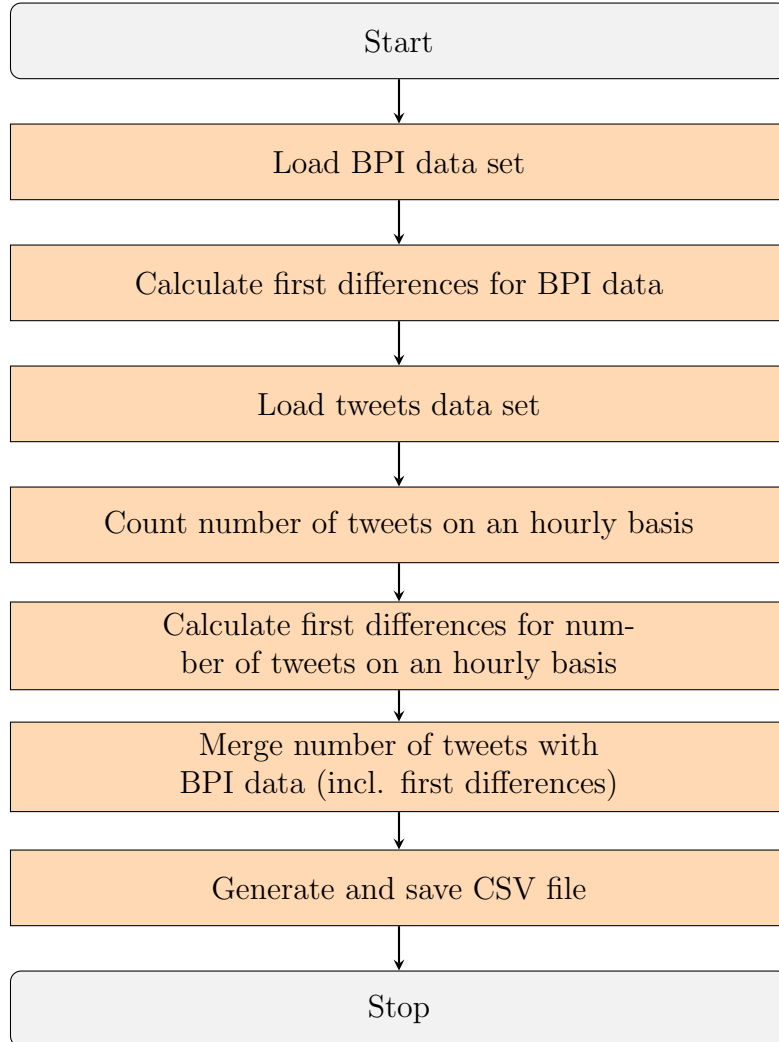 Start
Load BPI data set
Calculate first differences for BPI data
Load tweets data set
Count number of tweets on an hourly basis
Calculate first differences for num-
ber of tweets on an hourly basis
Merge number of tweets with
BPI data (incl. first differences)
Generate and save CSV file
Stop